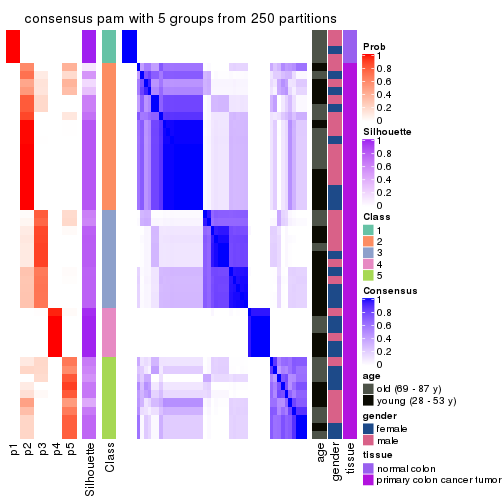 consensus pam with 5 groups from 250 partitions
Prob
1
0.8
0.6
0.4
0.2
0
Silhouette
1
0.8
0.6
0.4
0.2
0
Class
1
2
3
4
5
Consensus
1
0.8
0.6
0.4
0.2
0
age
old (69 - 87 y)
young (28 - 53 y)
gender
female
male
tissue
normal colon
primary colon cancer tumor
p1
p2
p3
p4
p5
Silhouette
Class
age
gender
tissue